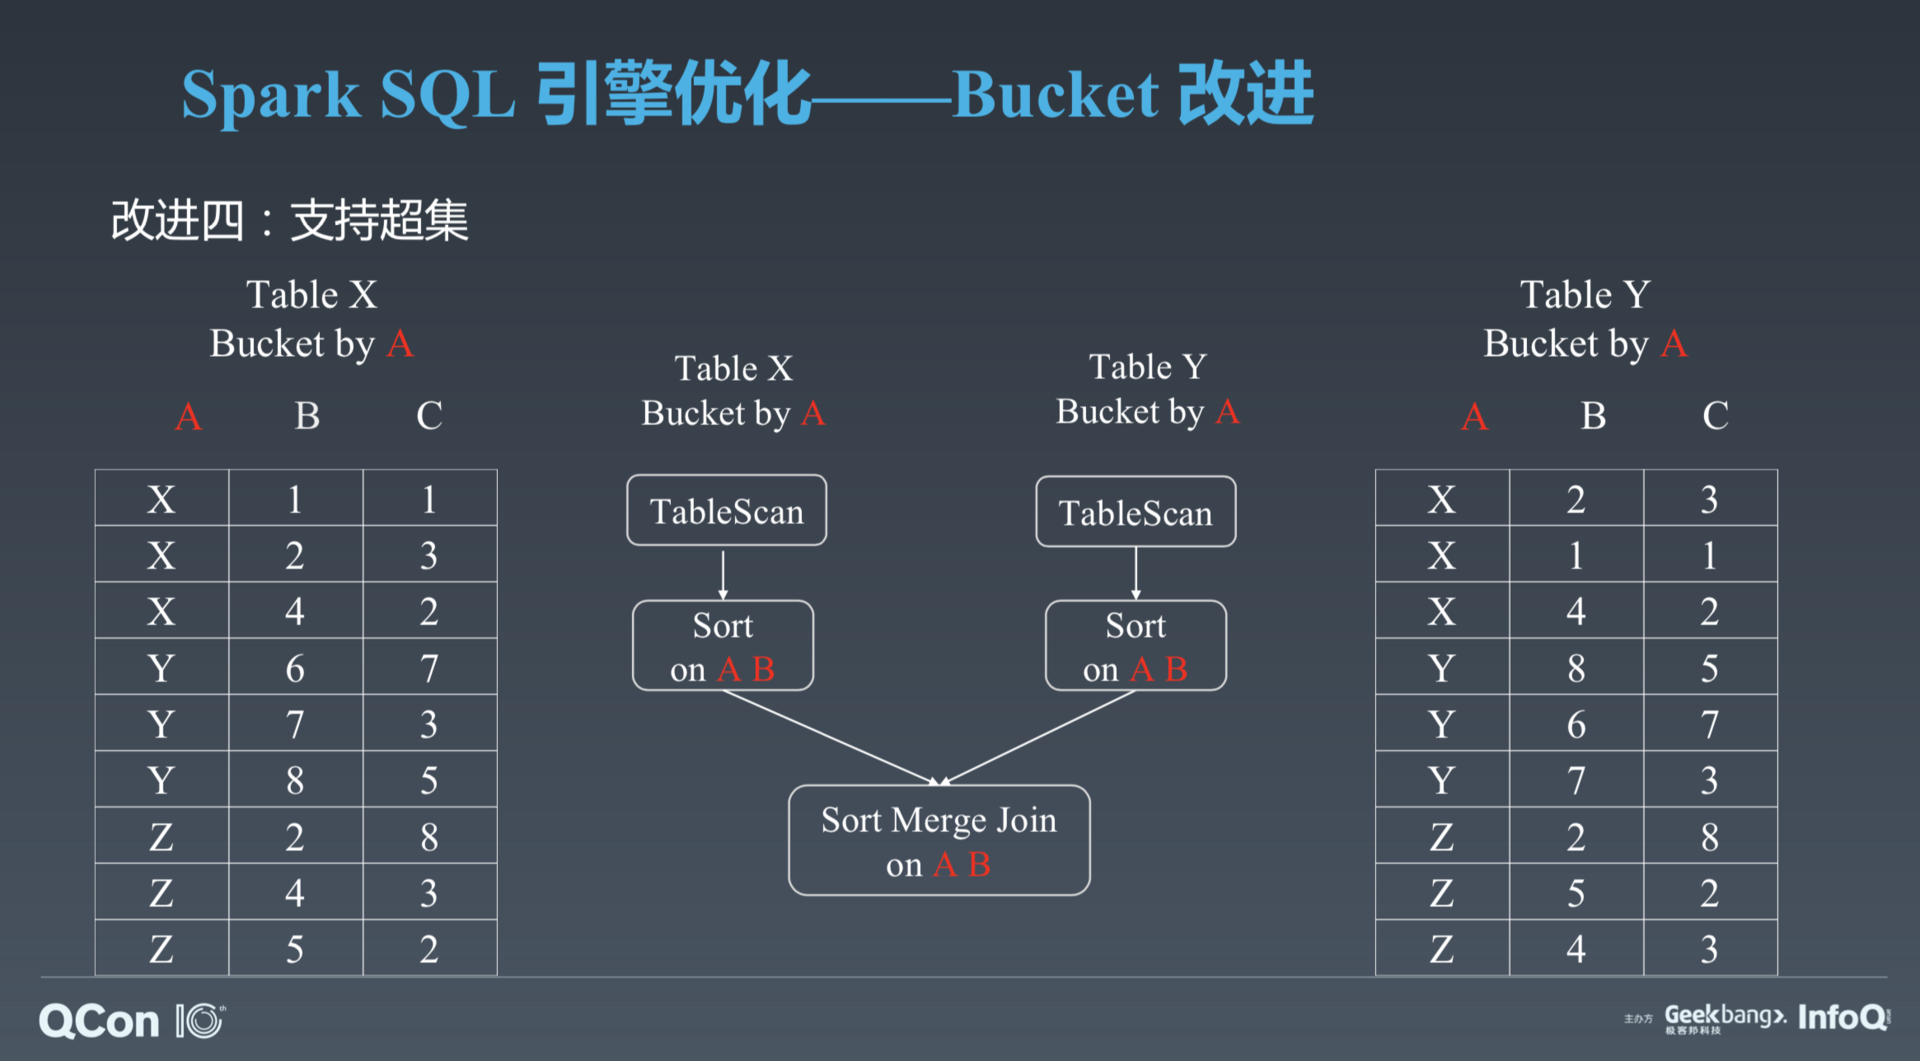 Spark SQL 引擎优化——Bucket 改进
改进四：支持超集
Table X
Bucket by A
A B C
X 1 1
X 2 3
X 4 2
Y 6 7
Y 7 3
Y 8 5
Z 2 8
Z 4 3
Z 5 2
Table X
Bucket by A
TableScan
Sort
on A B
Table Y
Bucket by A
TableScan
Sort
on A B
Sort Merge Join
on A B
Table Y
Bucket by A
A B C
X 2 3
X 1 1
X 4 2
Y 8 5
Y 6 7
Y 7 3
Z 2 8
Z 5 2
Z 4 3
QCon 10th
主办方 Geekbang>. InfoQ
极客邦科技